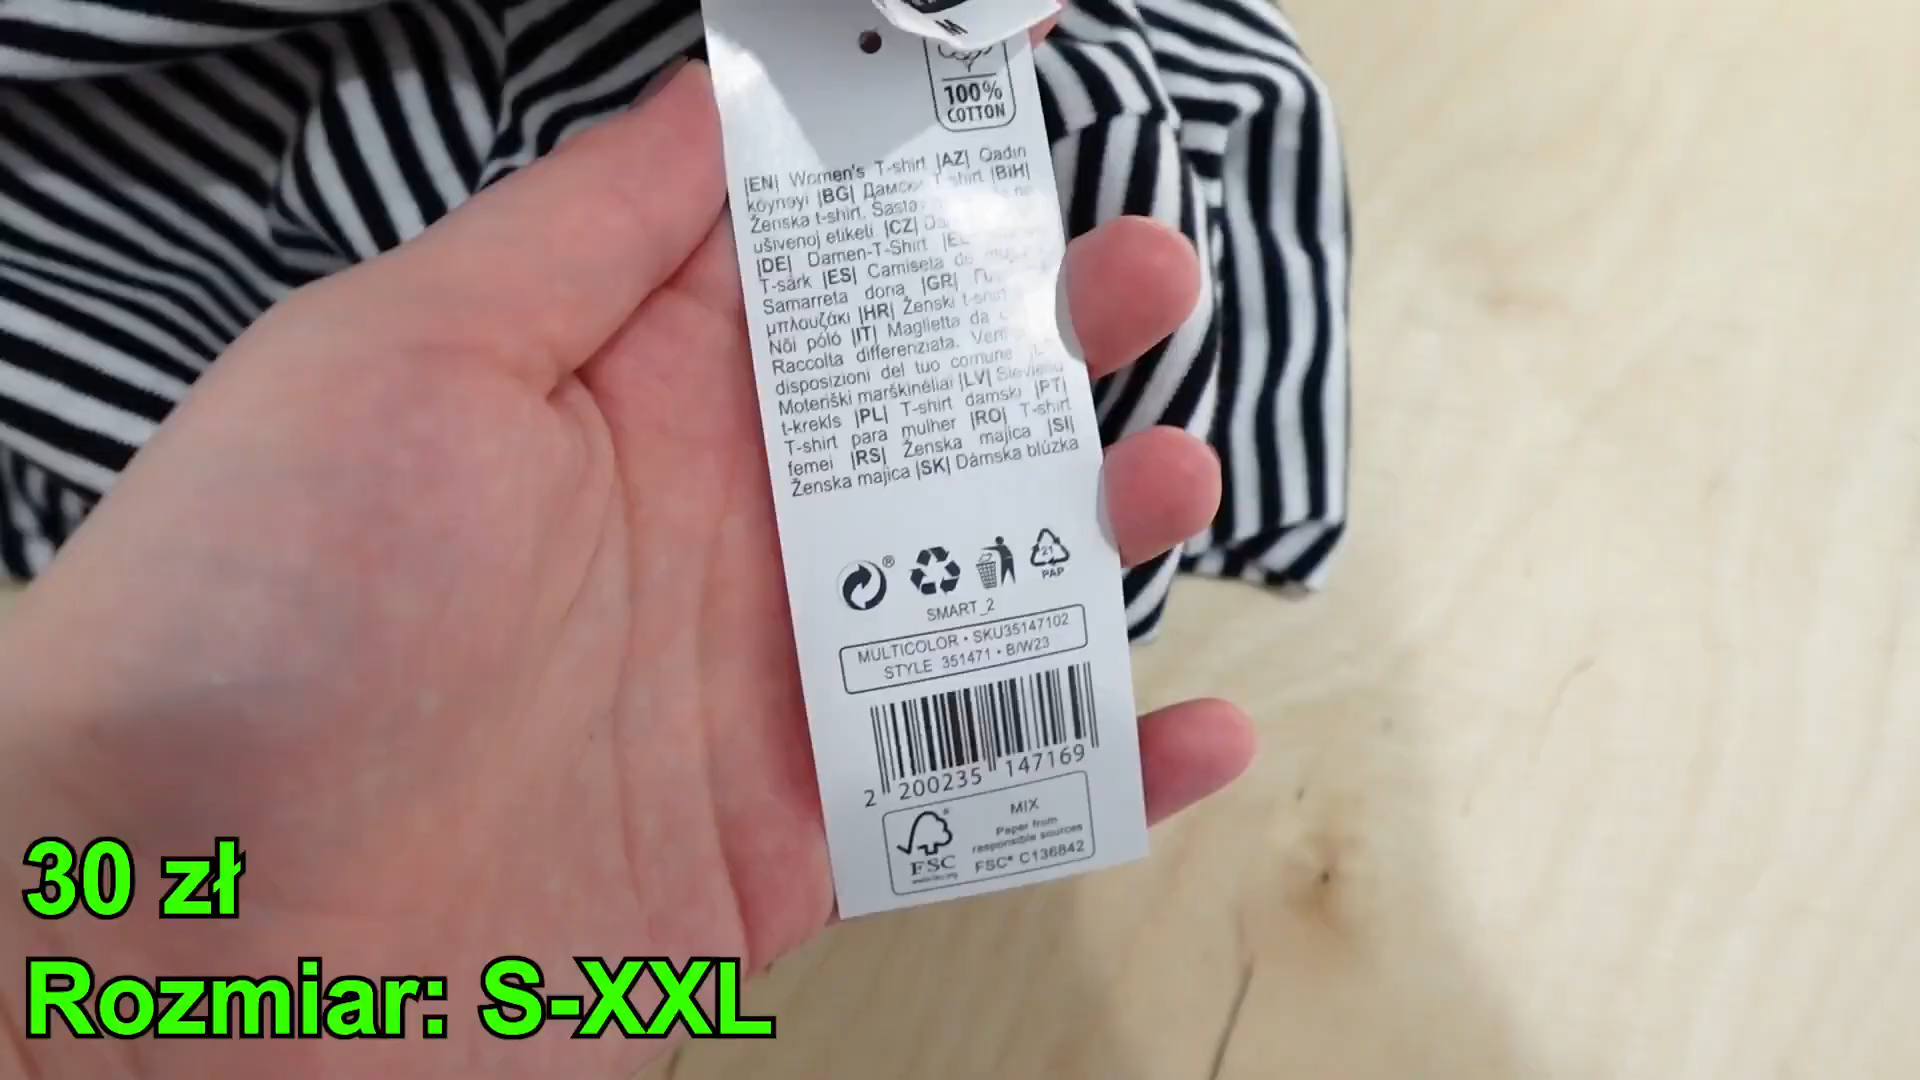 M
100%
COTTON
|EN| Women's T-shirt |AZ| Qadın
köynəyi |BG| Дамска T-shirt |BiH|
Ženska t-shirt. Sasta
ušivenoj etiketi. |CZ|
|DE| Damen-T-Shirt
T-särk |ES| Camiseta de
Samarreta dona |GR|
μπλουζάκι |HR| Ženski t-shirt
Női póló |IT| Maglietta da
Raccolta differenziata.
disposizioni del tuo comune
Moteriški marškinėliai |LV| Sieviešu
t-krekls |PL| T-shirt damski |PT|
T-shirt para mulher |RO| T-shirt
femei |RS| Ženska majica |SI|
Ženska majica |SK| Dámska blúzka
21
PAP
SMART_2
MULTICOLOR • SKU35147102
STYLE 351471 • B/W23
2 200235 147169
MIX
Paper from
responsible sources
FSC® C136842
FSC
30 zł
Rozmiar: S-XXL